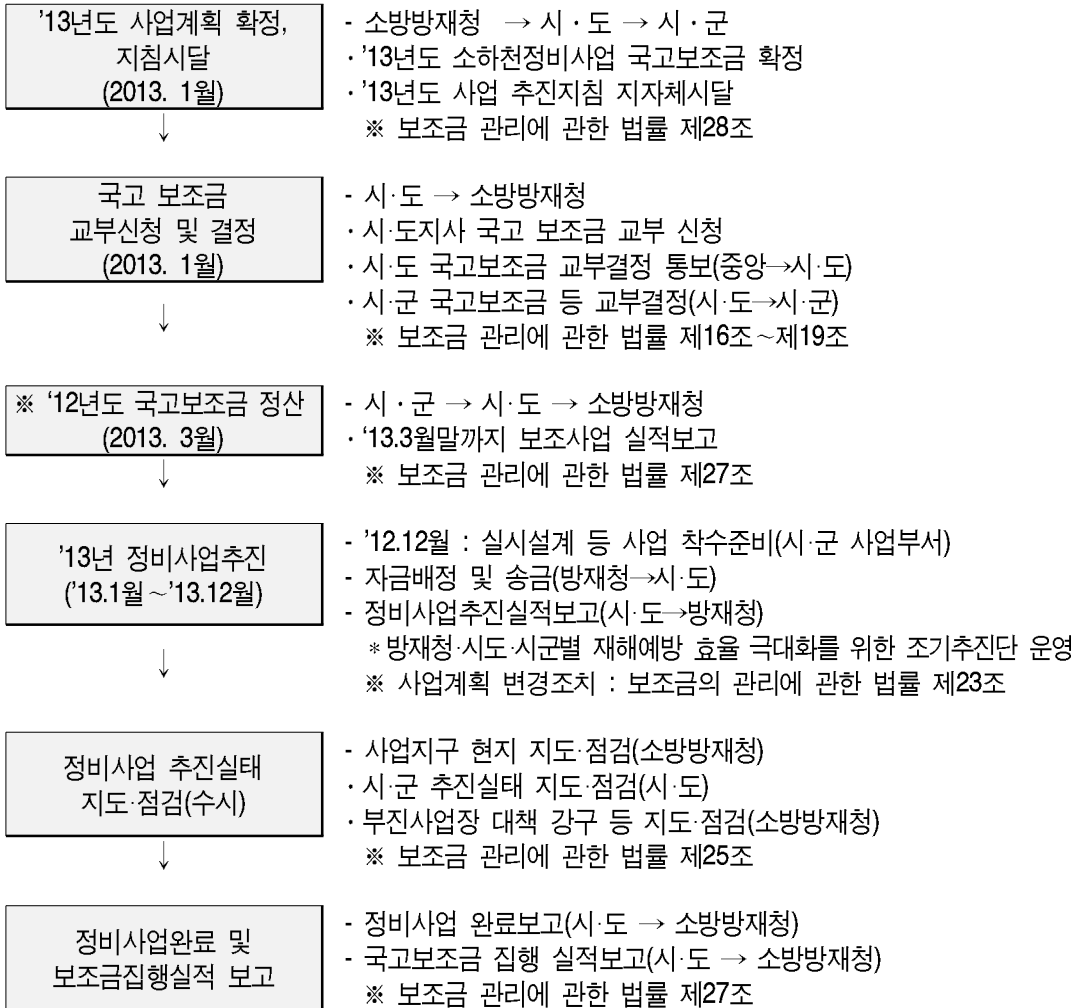 '13년도 사업계획 확정,
지침시달
(2013. 1월)
↓
- 소방방재청 → 시·도 → 시·군
·'13년도 소하천정비사업 국고보조금 확정
·'13년도 사업 추진지침 지자체시달
※ 보조금 관리에 관한 법률 제28조
국고 보조금
교부신청 및 결정
(2013. 1월)
↓
- 시·도 → 소방방재청
·시·도지사 국고 보조금 교부 신청
·시·도 국고보조금 교부결정 통보(중앙→시·도)
·시·군 국고보조금 등 교부결정(시·도→시·군)
※ 보조금 관리에 관한 법률 제16조~제19조
※ '12년도 국고보조금 정산
(2013. 3월)
↓
- 시·군 → 시·도 → 소방방재청
·'13.3월말까지 보조사업 실적보고
※ 보조금 관리에 관한 법률 제27조
'13년 정비사업추진
('13.1월~'13.12월)
↓
- '12.12월 : 실시설계 등 사업 착수준비(시·군 사업부서)
- 자금배정 및 송금(방재청→시·도)
- 정비사업추진실적보고(시·도→방재청)
*방재청·시도·시군별 재해예방 효율 극대화를 위한 조기추진단 운영
※ 사업계획 변경조치 : 보조금의 관리에 관한 법률 제23조
정비사업 추진실태
지도·점검(수시)
↓
- 사업지구 현지 지도·점검(소방방재청)
·시·군 추진실태 지도·점검(시·도)
·부진사업장 대책 강구 등 지도·점검(소방방재청)
※ 보조금 관리에 관한 법률 제25조
정비사업완료 및
보조금집행실적 보고
- 정비사업 완료보고(시·도 → 소방방재청)
- 국고보조금 집행 실적보고(시·도 → 소방방재청)
※ 보조금 관리에 관한 법률 제27조